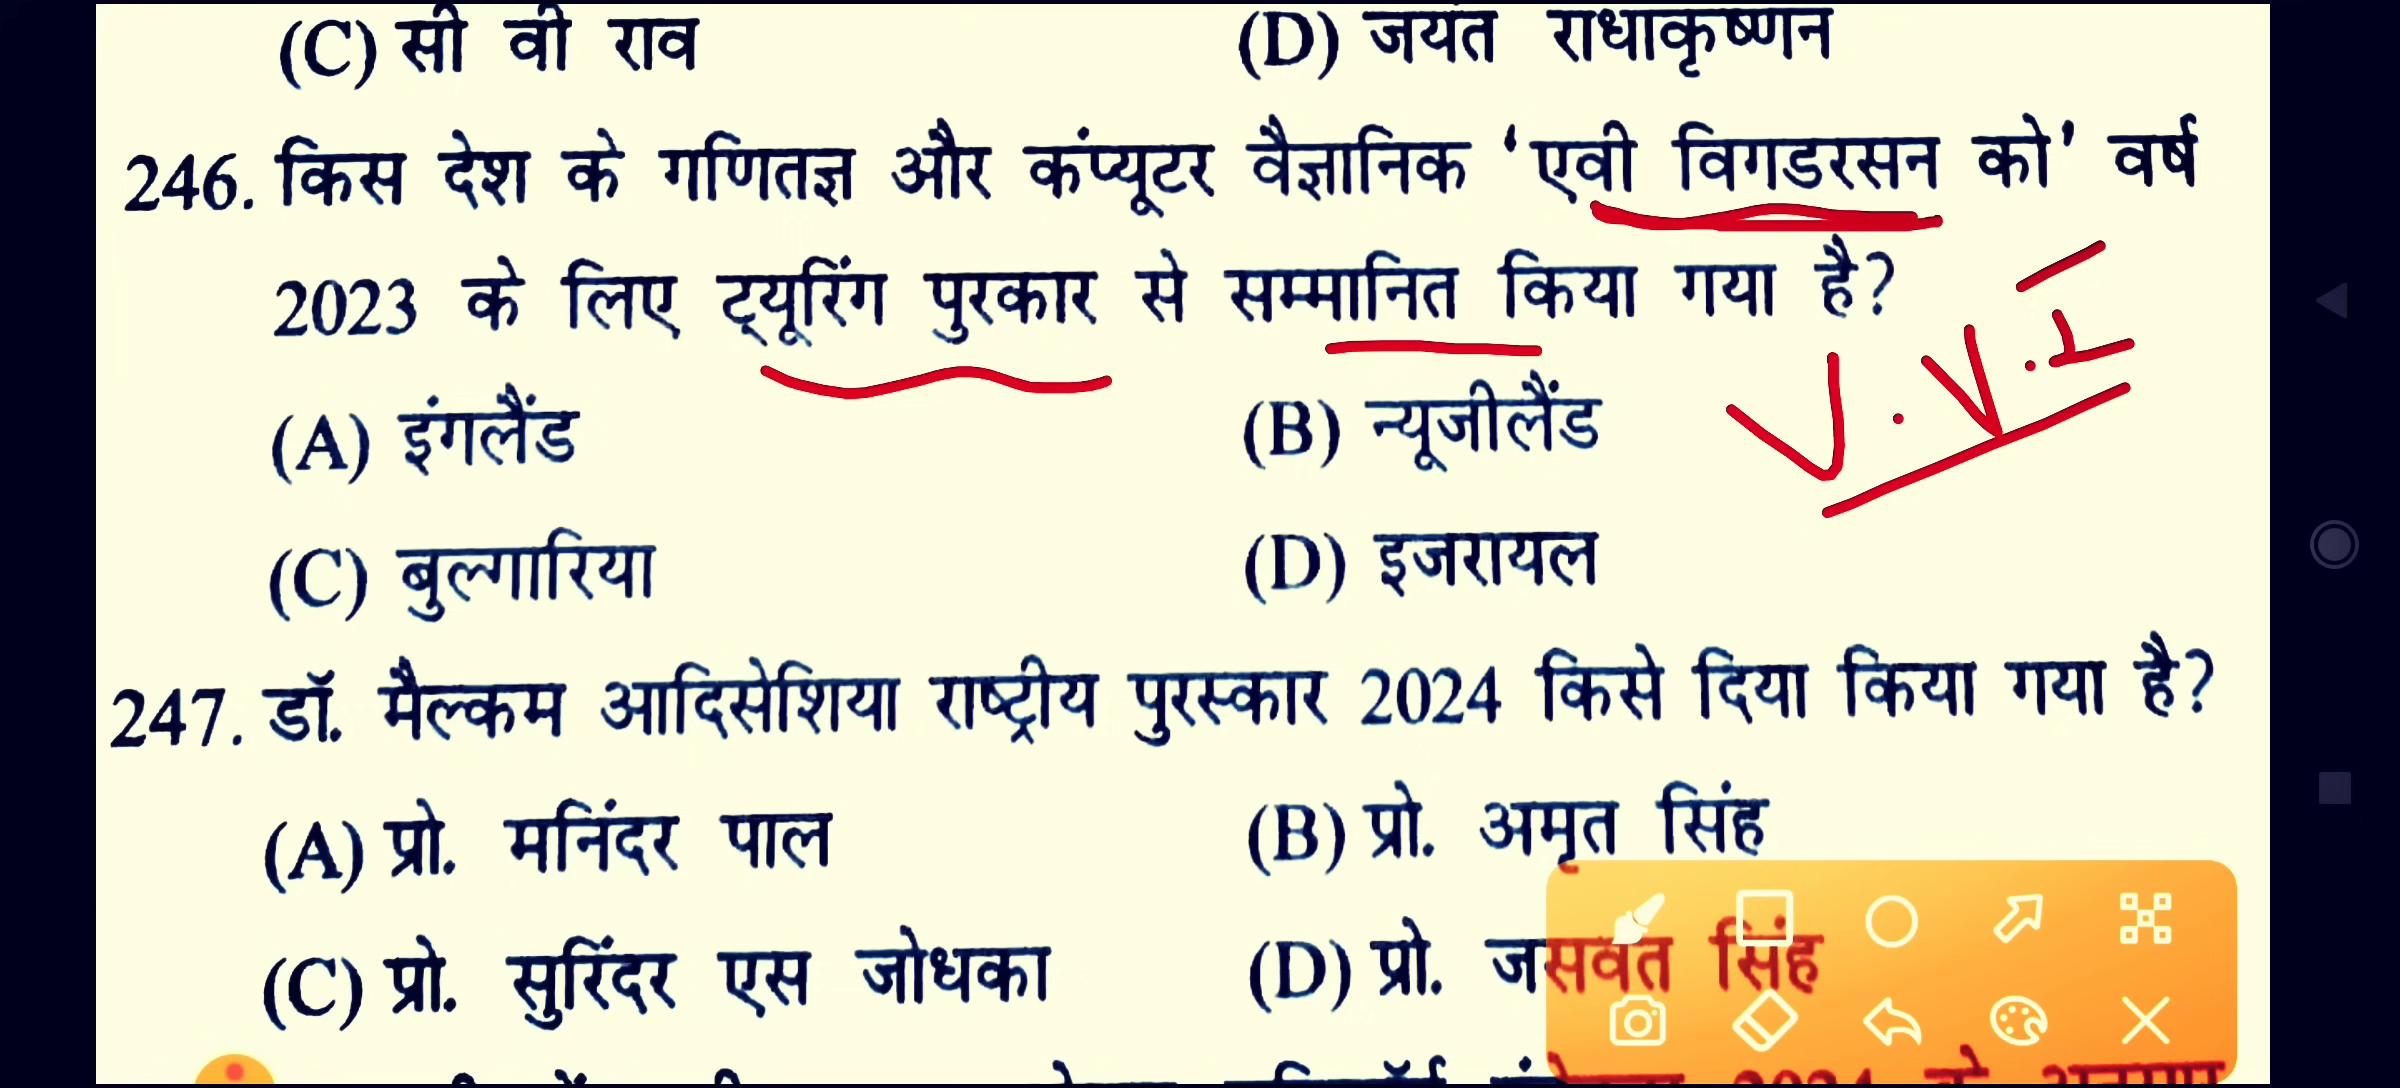 (C) सी वी राव (D) जयंत राधाकृष्णन
246. किस देश के गणितज्ञ और कंप्यूटर वैज्ञानिक ‘एवी विगडरसन को’ वर्ष
2023 के लिए ट्यूरिंग पुरकार से सम्मानित किया गया है?
V.V.I
(A) इंगलैंड (B) न्यूजीलैंड
(C) बुल्गारिया (D) इजरायल
247. डॉ. मैल्कम आदिसेशिया राष्ट्रीय पुरस्कार 2024 किसे दिया किया गया है?
(A) प्रो. मनिंदर पाल (B) प्रो. अमृत सिंह
(C) प्रो. सुरिंदर एस जोधका (D) प्रो. जसवंत सिंह